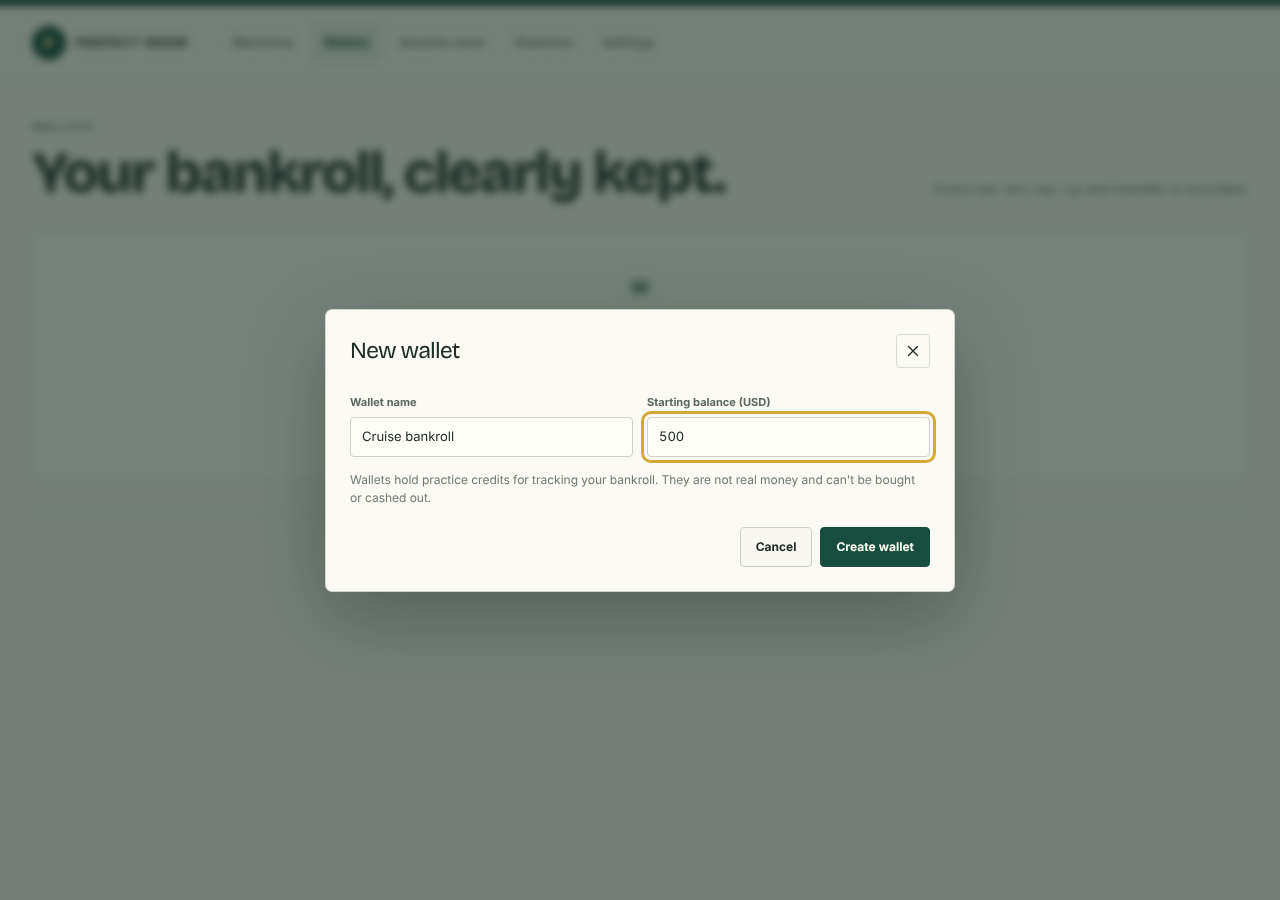 Your bankroll, clearly kept.
New wallet
Wallet name
Starting balance (USD)
Cruise bankroll
500
Wallets hold practice credits for tracking your bankroll. They are not real money and can't be bought
or cashed out.
Cancel
Create wallet